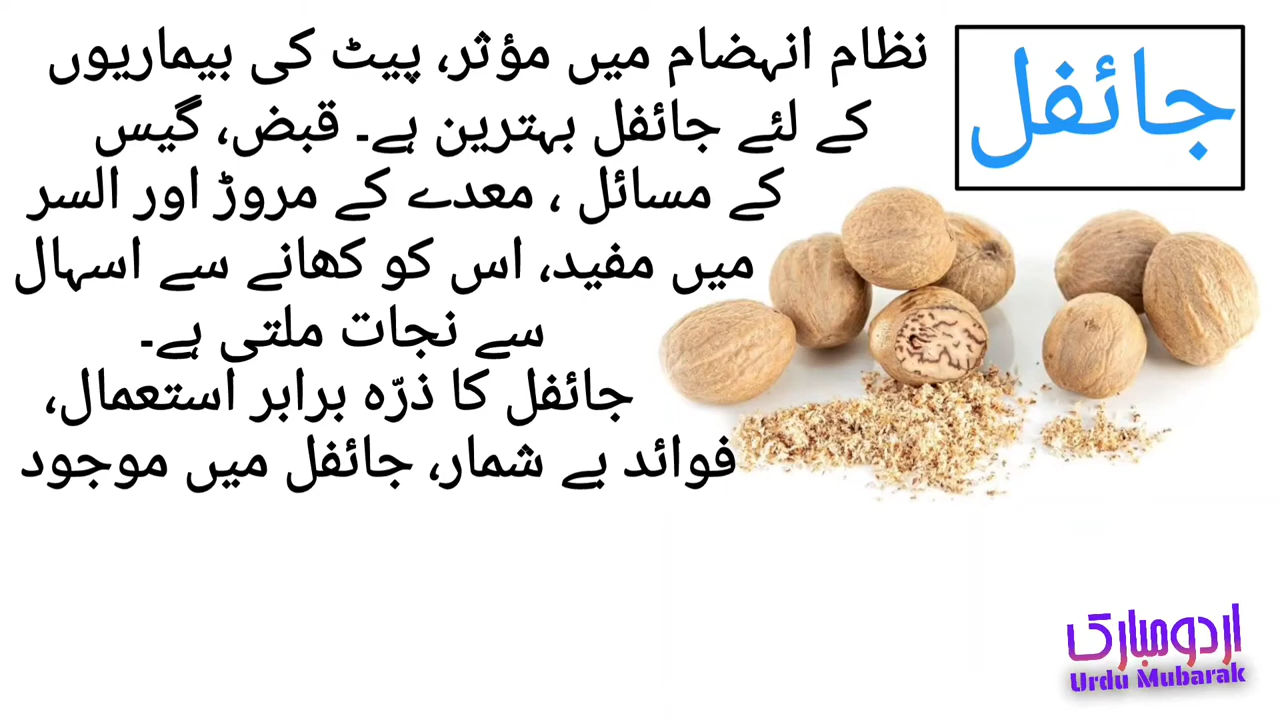 جائفل
نظام انہضام میں مؤثر، پیٹ کی بیماریوں
کے لئے جائفل بہترین ہے۔ قبض، گیس
کے مسائل ، معدے کے مروڑ اور السر
میں مفید، اس کو کھانے سے اسہال
سے نجات ملتی ہے۔
جائفل کا ذرّہ برابر استعمال،
فوائد بے شمار، جائفل میں موجود
اردو مبارک
Urdu Mubarak